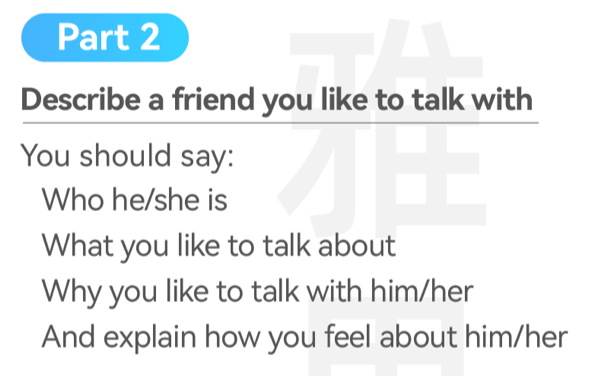 Part 2
Describe a friend you like to talk with
You should say:
Who he/she is
What you like to talk about
Why you like to talk with him/her
And explain how you feel about him/her
雅